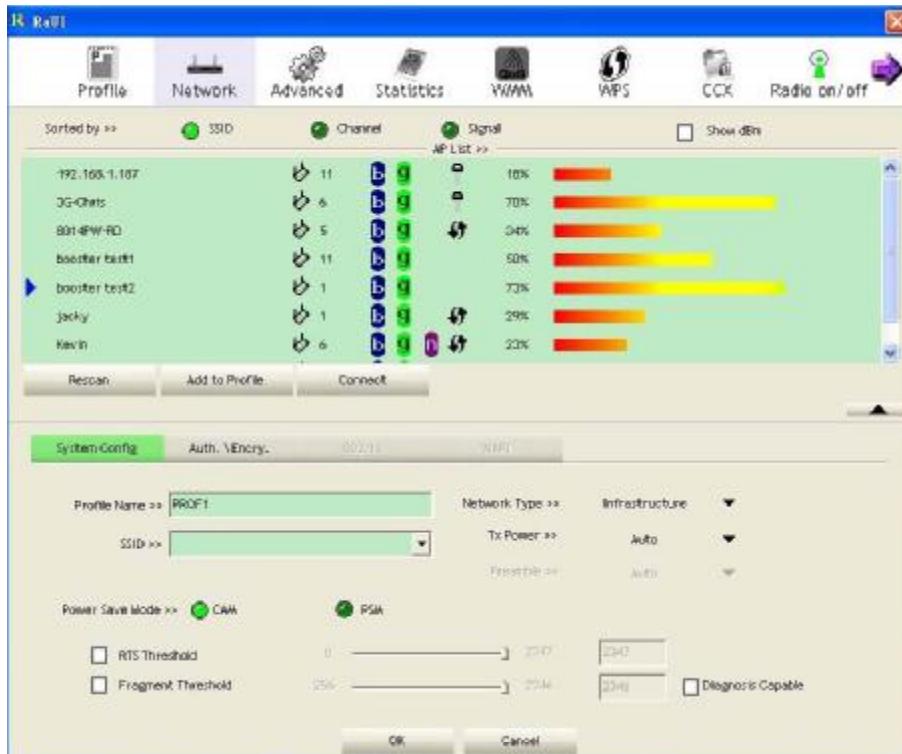 R RaUI
Profile Network Advanced Statistics WMM WPS CCX Radio on/off
Sorted by >> SSID Channel Signal Show dBm
AP List >>
192.168.1.187 11 b g 18%
3G-Chats 6 b g 70%
8014PW-RD 5 b g 34%
booster test1 11 b g 50%
booster test2 1 b g 73%
jacky 1 b g 29%
Kevin 6 b g n 23%
Rescan Add to Profile Connect
System Config Auth. \ Encry. 802.1X
Profile Name >> PROF1 Network Type >> Infrastructure
SSID >> Tx Power >> Auto
Preamble >> Auto
Power Save Mode >> CAM PSM
RTS Threshold 0 2347 2347
Fragment Threshold 256 2346 2346 Diagnosis Capable
OK Cancel